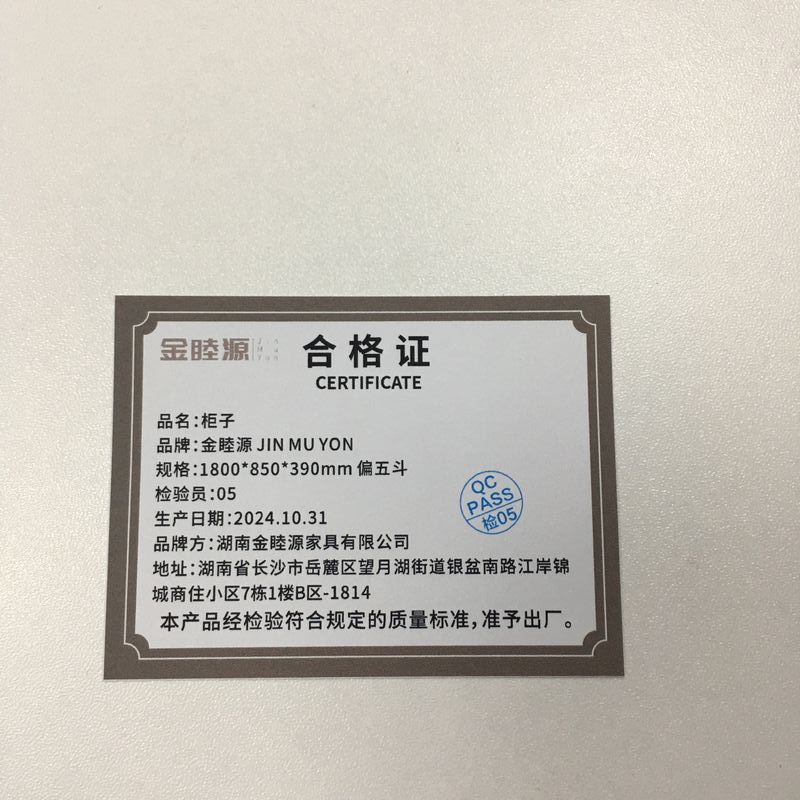 金睦源
合格证
CERTIFICATE
品名:柜子
品牌:金睦源 JIN MU YON
规格:1800*850*390mm 偏五斗
检验员:05
生产日期:2024.10.31
品牌方:湖南金睦源家具有限公司
地址:湖南省长沙市岳麓区望月湖街道银盆南路江岸锦
城商住小区7栋1楼B区-1814
本产品经检验符合规定的质量标准,准予出厂。
QC
PASS
检05